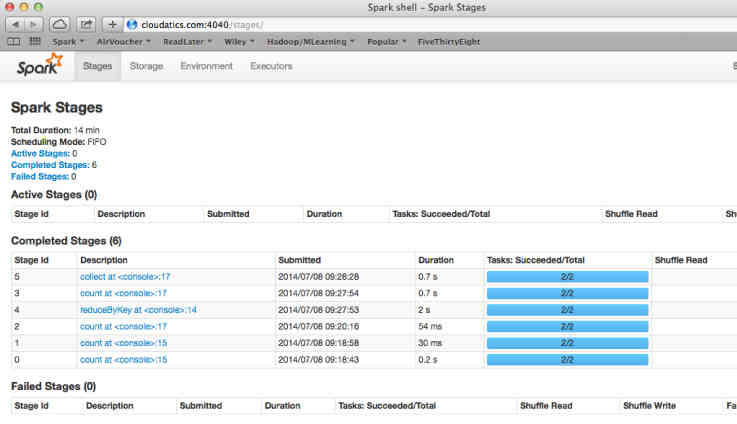 Spark shell – Spark Stages
cloudatics.com:4040/stages/
Spark AirVoucher ReadLater Wiley Hadoop/MLearning Popular FiveThirtyEight
Spark Stages Storage Environment Executors
Spark Stages
Total Duration: 14 min
Scheduling Mode: FIFO
Active Stages: 0
Completed Stages: 6
Failed Stages: 0
Active Stages (0)
Stage Id Description Submitted Duration Tasks: Succeeded/Total Shuffle Read Sh
Completed Stages (6)
Stage Id Description Submitted Duration Tasks: Succeeded/Total Shuffle Read
5 collect at <console>:17 2014/07/08 09:28:28 0.7 s 2/2
3 count at <console>:17 2014/07/08 09:27:54 0.7 s 2/2
4 reduceByKey at <console>:14 2014/07/08 09:27:53 2 s 2/2
2 count at <console>:17 2014/07/08 09:20:16 54 ms 2/2
1 count at <console>:15 2014/07/08 09:18:58 30 ms 2/2
0 count at <console>:15 2014/07/08 09:18:43 0.2 s 2/2
Failed Stages (0)
Stage Id Description Submitted Duration Tasks: Succeeded/Total Shuffle Read Shuffle Write Fa